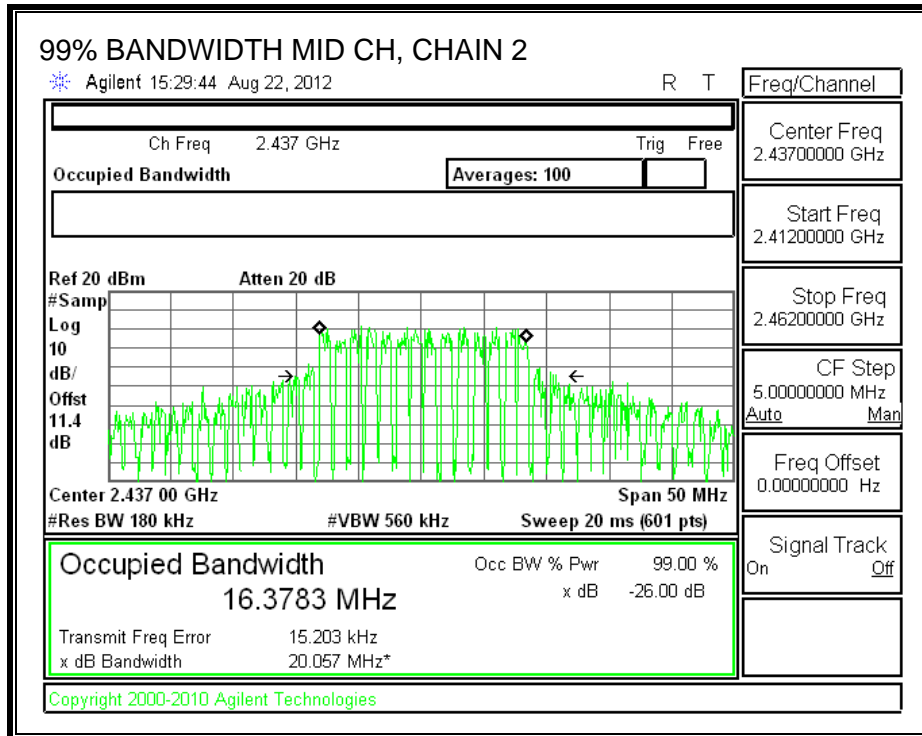 99% BANDWIDTH MID CH, CHAIN 2
Agilent 15:29:44 Aug 22, 2012 R T
Freq/Channel
Ch Freq 2.437 GHz Trig Free
Occupied Bandwidth Averages: 100
Center Freq
2.43700000 GHz
Start Freq
2.41200000 GHz
Stop Freq
2.46200000 GHz
CF Step
5.00000000 MHz
Auto Man
Freq Offset
0.00000000 Hz
Signal Track
On Off
Ref 20 dBm Atten 20 dB
#Samp
Log
10
dB/
Offst
11.4
dB
Center 2.437 00 GHz Span 50 MHz
#Res BW 180 kHz #VBW 560 kHz Sweep 20 ms (601 pts)
Occupied Bandwidth Occ BW % Pwr 99.00 %
16.3783 MHz x dB -26.00 dB
Transmit Freq Error 15.203 kHz
x dB Bandwidth 20.057 MHz*
Copyright 2000-2010 Agilent Technologies